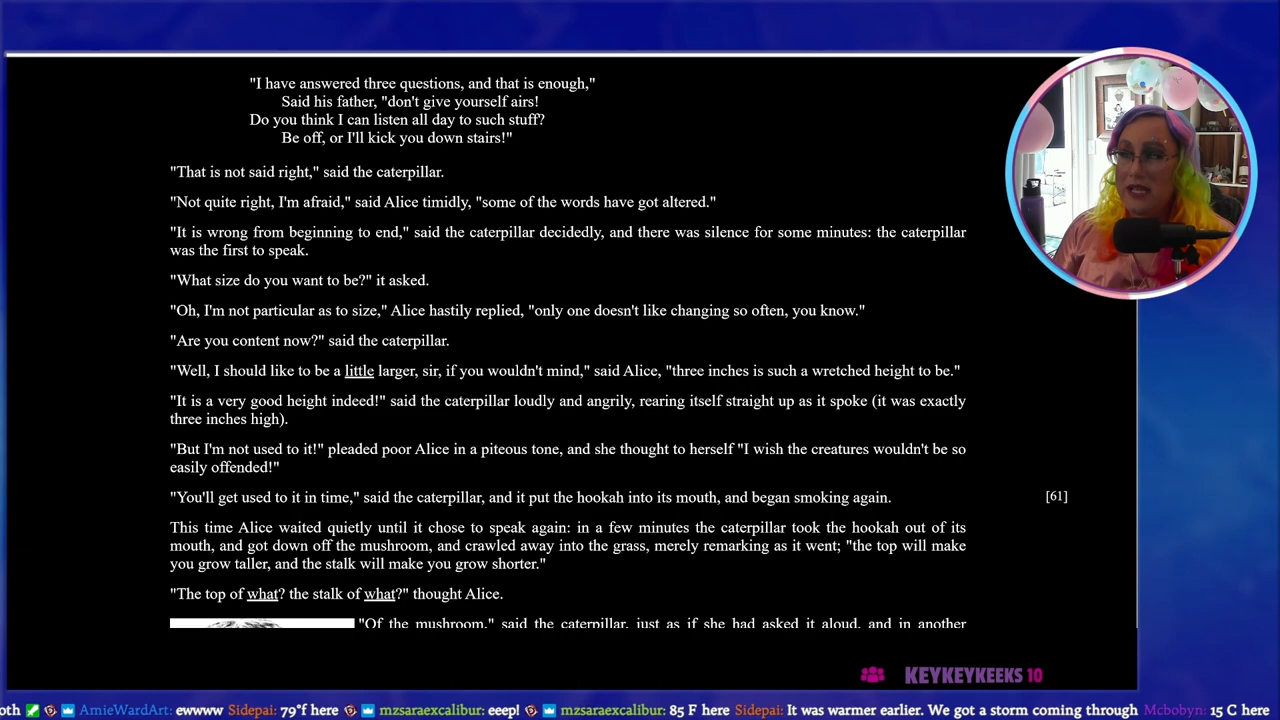 "I have answered three questions, and that is enough,"
Said his father, "don't give yourself airs!
Do you think I can listen all day to such stuff?
Be off, or I'll kick you down stairs!"
"That is not said right," said the caterpillar.
"Not quite right, I'm afraid," said Alice timidly, "some of the words have got altered."
"It is wrong from beginning to end," said the caterpillar decidedly, and there was silence for some minutes: the caterpillar
was the first to speak.
"What size do you want to be?" it asked.
"Oh, I'm not particular as to size," Alice hastily replied, "only one doesn't like changing so often, you know."
"Are you content now?" said the caterpillar.
"Well, I should like to be a little larger, sir, if you wouldn't mind," said Alice, "three inches is such a wretched height to be."
"It is a very good height indeed!" said the caterpillar loudly and angrily, rearing itself straight up as it spoke (it was exactly
three inches high).
"But I'm not used to it!" pleaded poor Alice in a piteous tone, and she thought to herself "I wish the creatures wouldn't be so
easily offended!"
"You'll get used to it in time," said the caterpillar, and it put the hookah into its mouth, and began smoking again.
[61]
This time Alice waited quietly until it chose to speak again: in a few minutes the caterpillar took the hookah out of its
mouth, and got down off the mushroom, and crawled away into the grass, merely remarking as it went; "the top will make
you grow taller, and the stalk will make you grow shorter."
"The top of what? the stalk of what?" thought Alice.
"Of the mushroom," said the caterpillar, just as if she had asked it aloud, and in another
KEYKEYKEEKS 10
oth AmieWardArt: ewwww Sidepai: 79°f here mzsaraexcalibur: eeep! mzsaraexcalibur: 85 F here Sidepai: It was warmer earlier. We got a storm coming through Mcbobyn: 15 C here